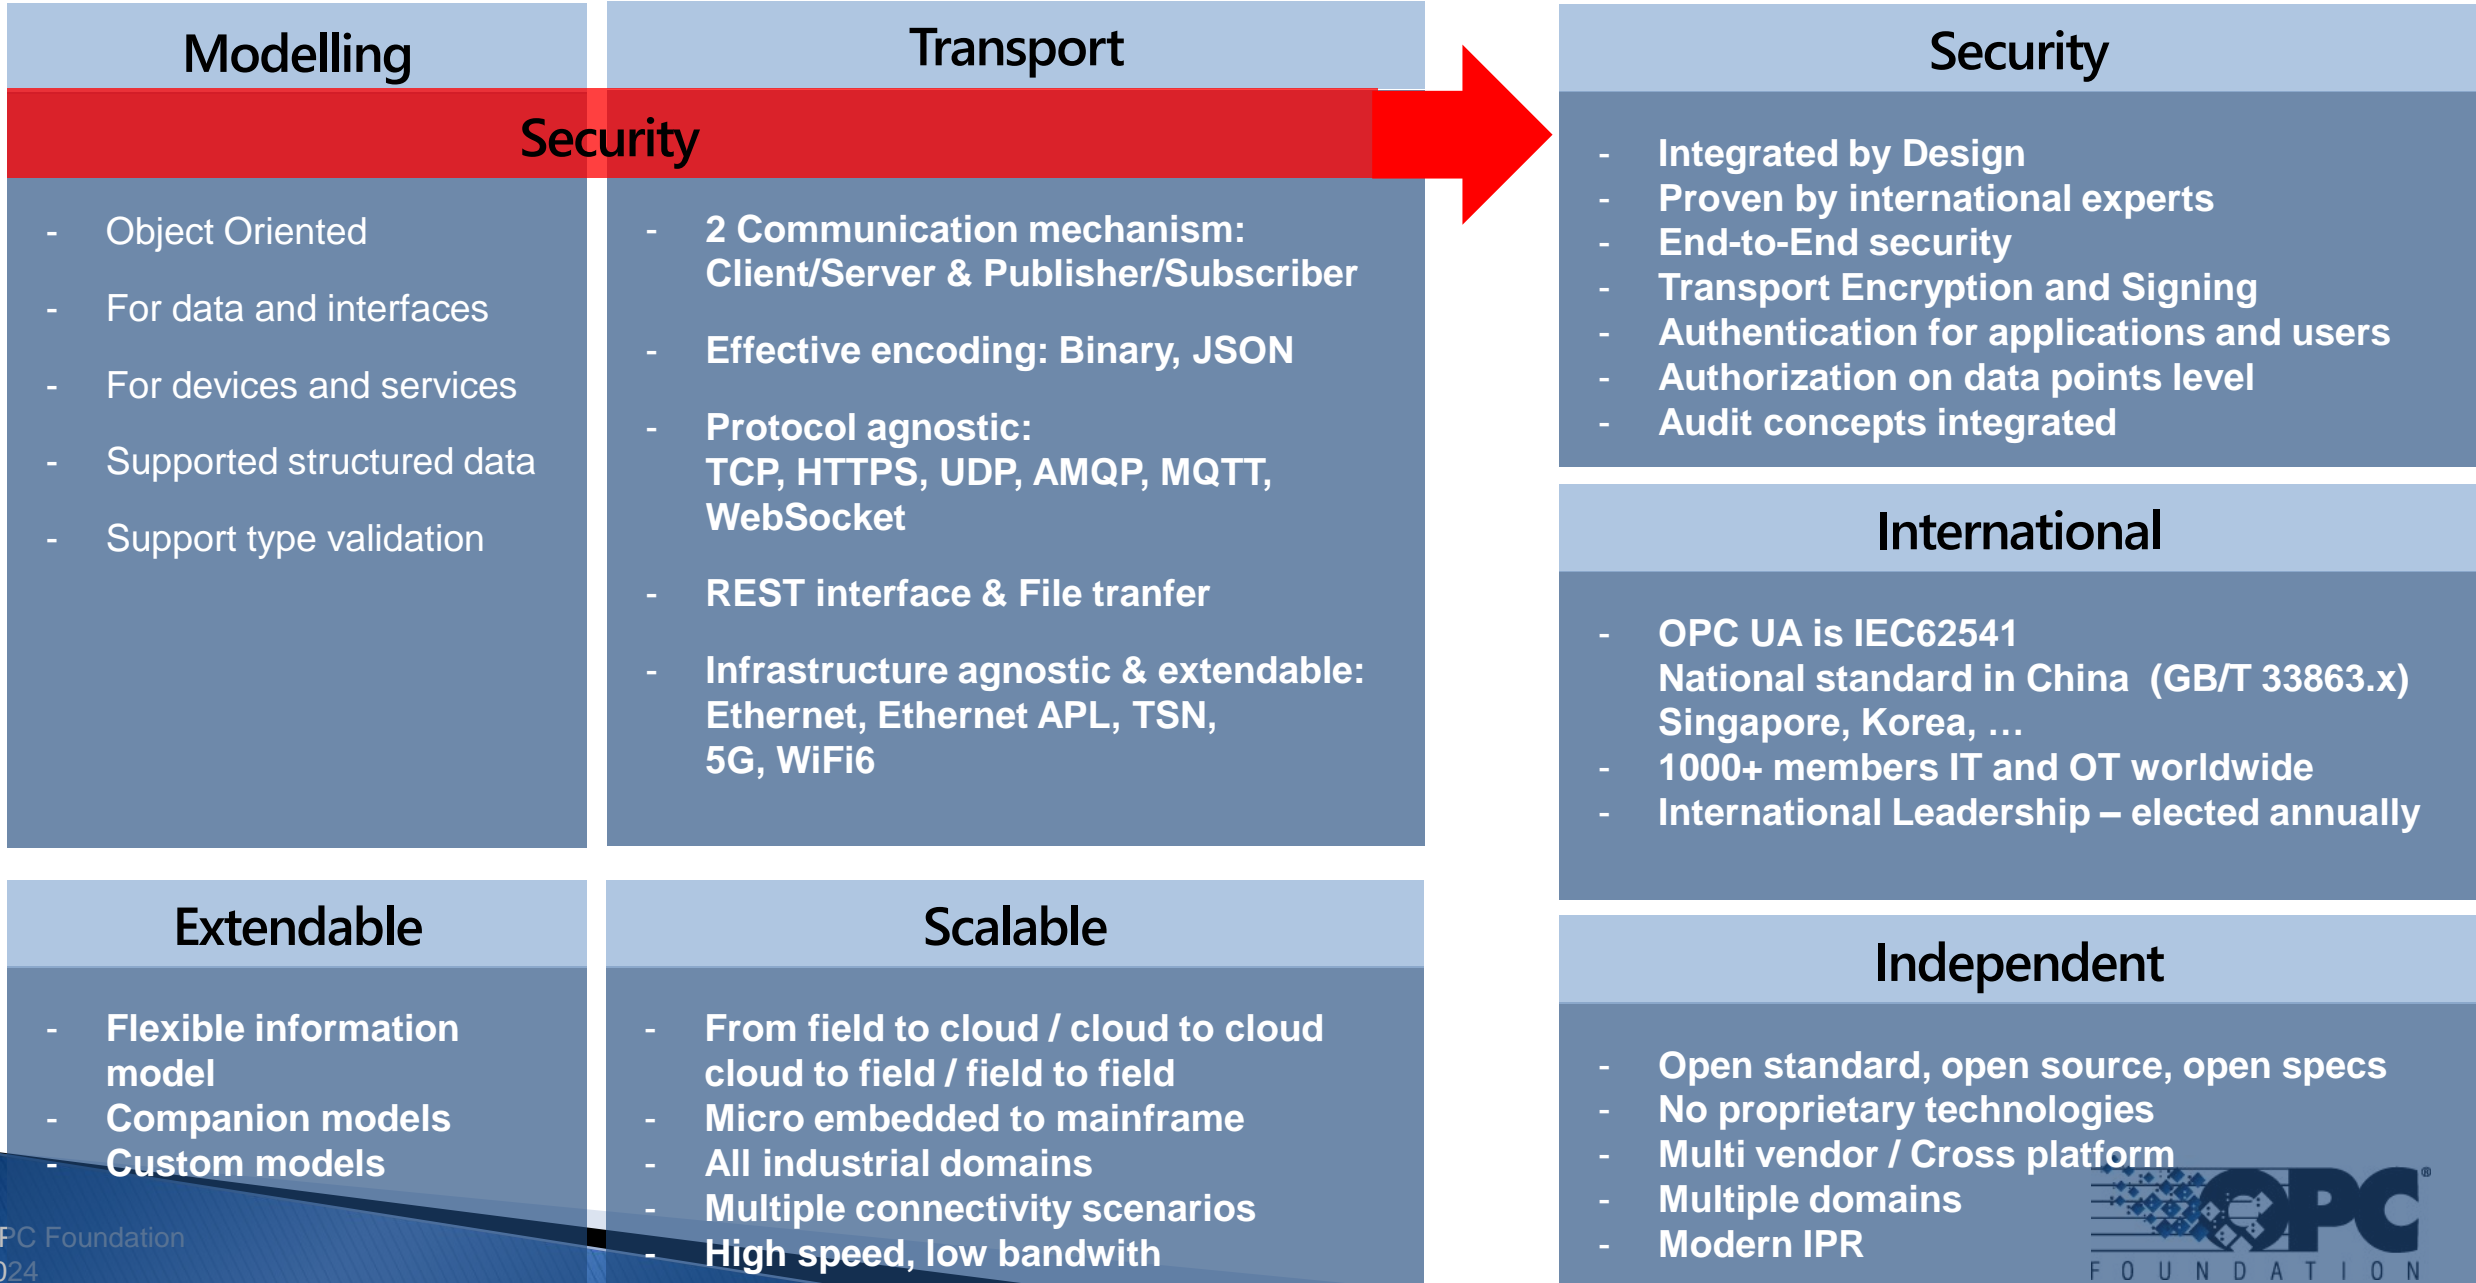 Modelling
Security
- Object Oriented
- For data and interfaces
- For devices and services
- Supported structured data
- Support type validation
Transport
- 2 Communication mechanism:
Client/Server & Publisher/Subscriber
- Effective encoding: Binary, JSON
- Protocol agnostic:
TCP, HTTPS, UDP, AMQP, MQTT,
WebSocket
- REST interface & File tranfer
- Infrastructure agnostic & extendable:
Ethernet, Ethernet APL, TSN,
5G, WiFi6
Security
- Integrated by Design
- Proven by international experts
- End-to-End security
- Transport Encryption and Signing
- Authentication for applications and users
- Authorization on data points level
- Audit concepts integrated
International
- OPC UA is IEC62541
National standard in China (GB/T 33863.x)
Singapore, Korea, …
- 1000+ members IT and OT worldwide
- International Leadership – elected annually
Extendable
- Flexible information
model
- Companion models
- Custom models
Scalable
- From field to cloud / cloud to cloud
cloud to field / field to field
- Micro embedded to mainframe
- All industrial domains
- Multiple connectivity scenarios
- High speed, low bandwith
Independent
- Open standard, open source, open specs
- No proprietary technologies
- Multi vendor / Cross platform
- Multiple domains
- Modern IPR
PC Foundation
024
OPC®
FOUNDATION